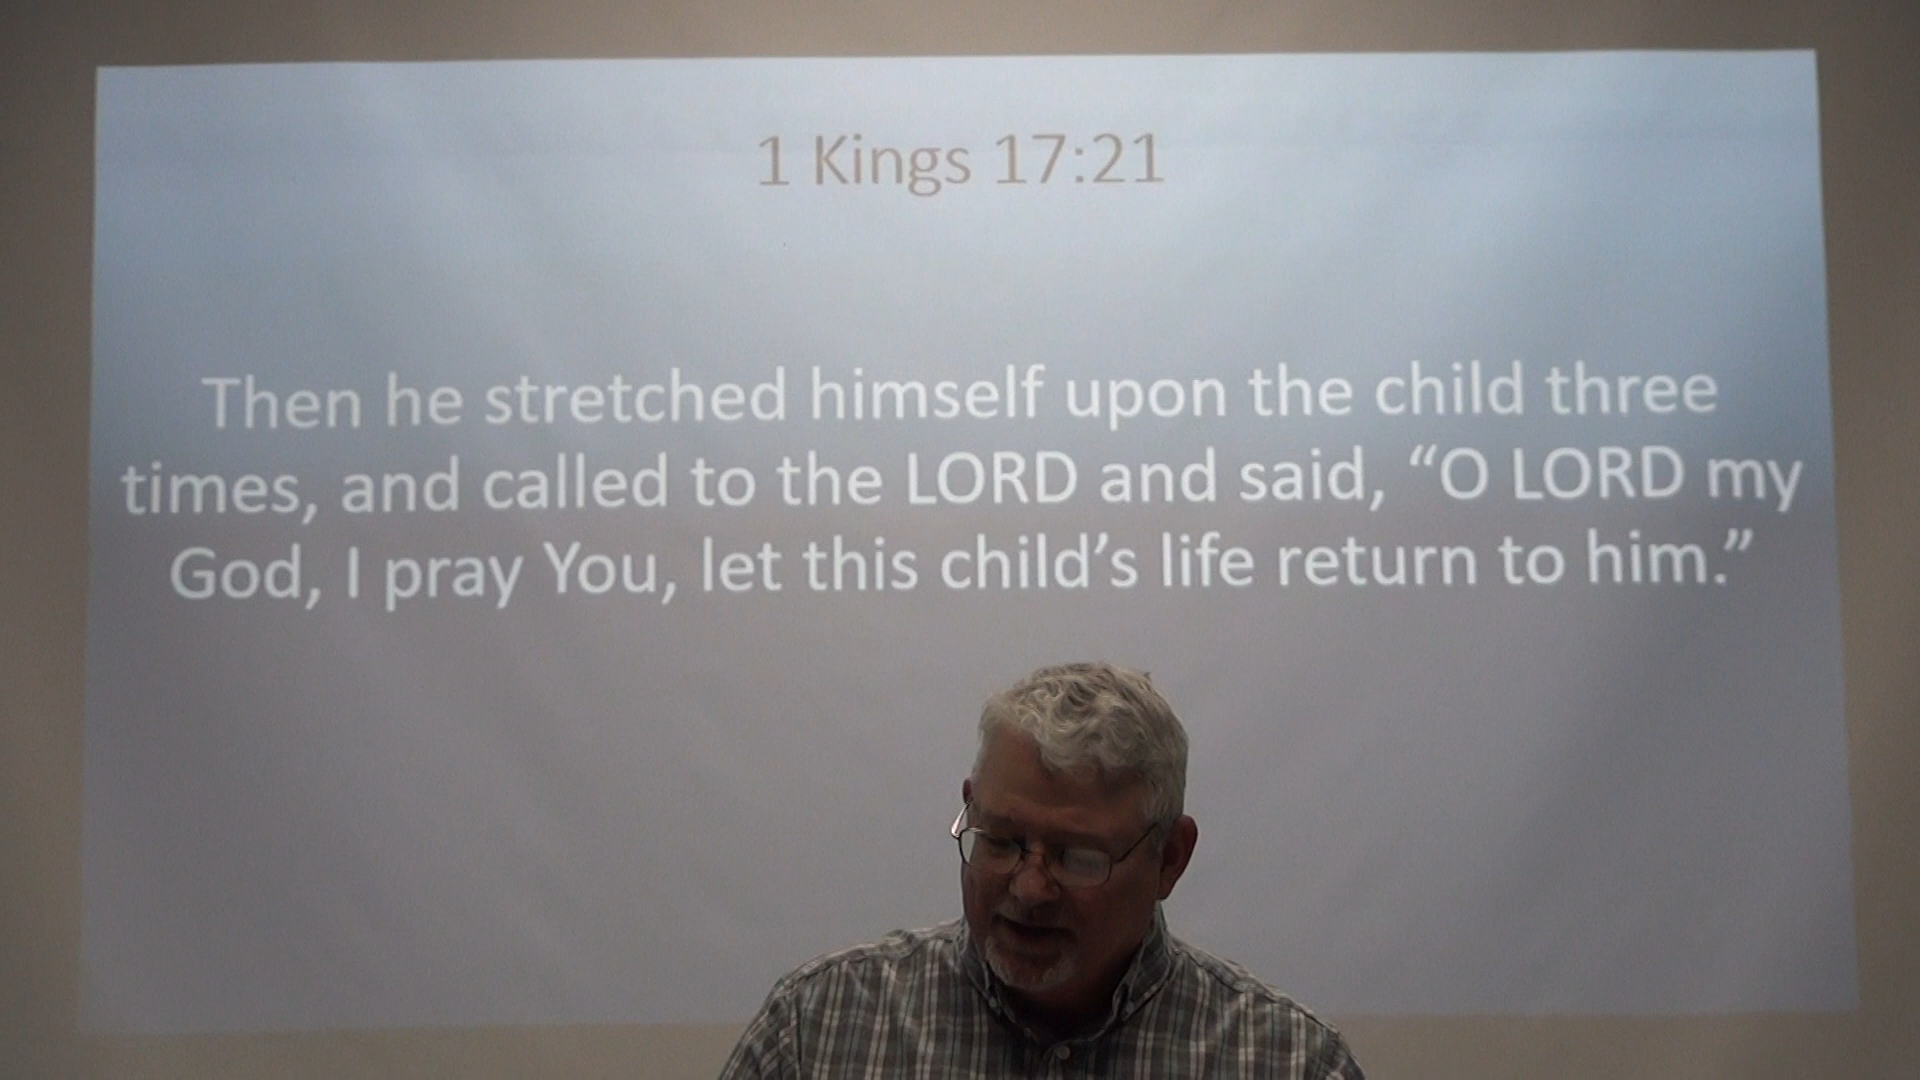 1 Kings 17:21
Then he stretched himself upon the child three
times, and called to the LORD and said, “O LORD my
God, I pray You, let this child’s life return to him.”